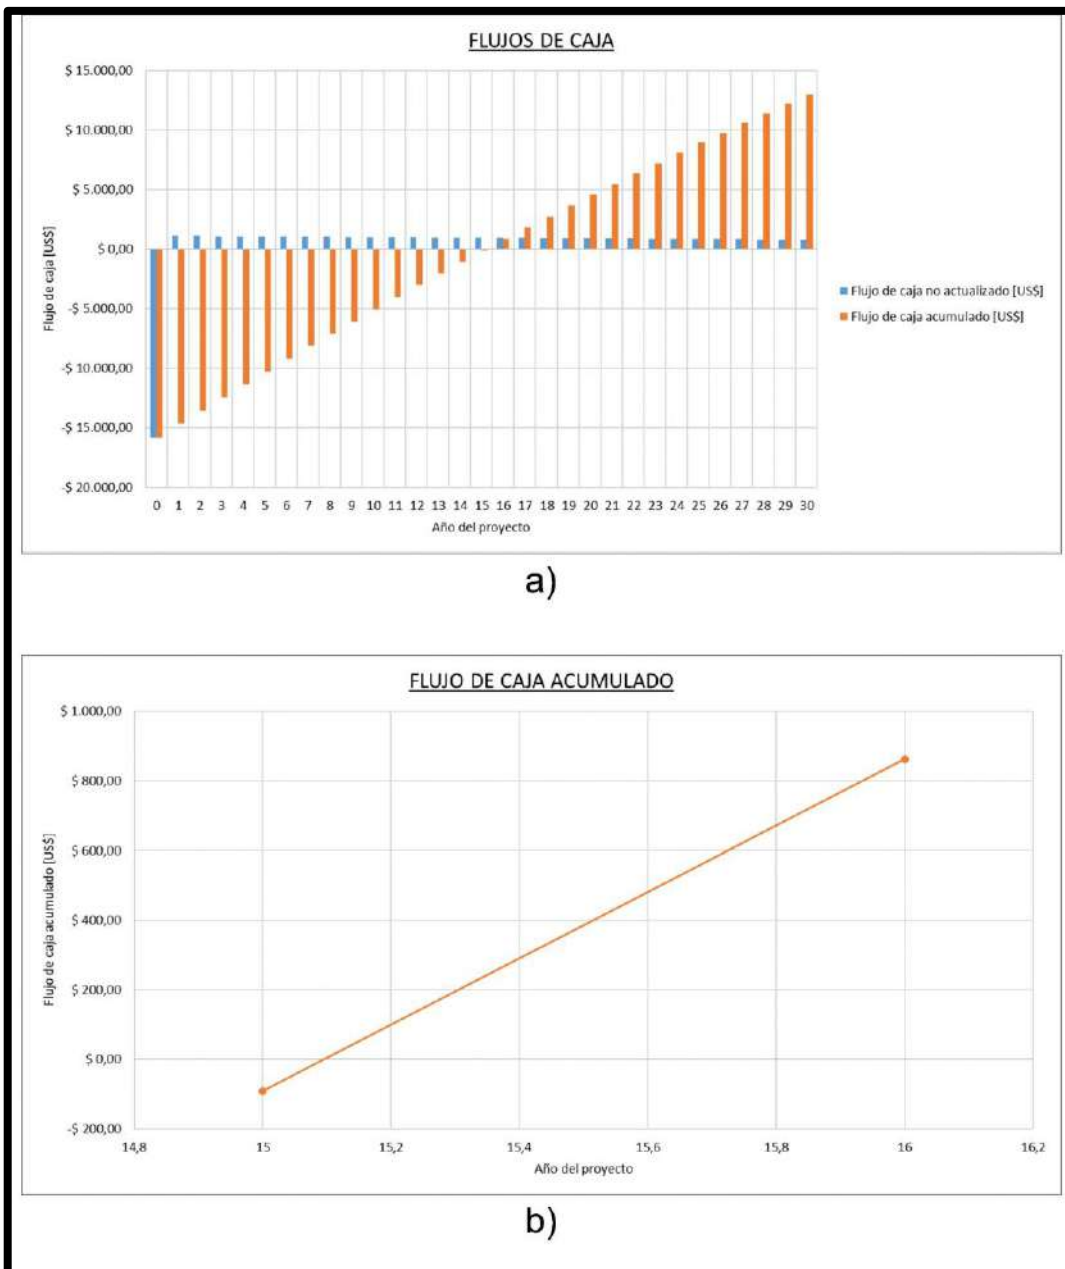 FLUJOS DE CAJA
$ 15.000,00
$ 10.000,00
$ 5.000,00
$ 0,00
-$ 5.000,00
-$ 10.000,00
-$ 15.000,00
-$ 20.000,00
Flujo de caja [US$]
0 1 2 3 4 5 6 7 8 9 10 11 12 13 14 15 16 17 18 19 20 21 22 23 24 25 26 27 28 29 30
Año del proyecto
Flujo de caja no actualizado [US$]
Flujo de caja acumulado [US$]
a)
FLUJO DE CAJA ACUMULADO
$ 1.000,00
$ 800,00
$ 600,00
$ 400,00
$ 200,00
$ 0,00
-$ 200,00
Flujo de caja acumulado [US$]
14,8 15 15,2 15,4 15,6 15,8 16 16,2
Año del proyecto
b)